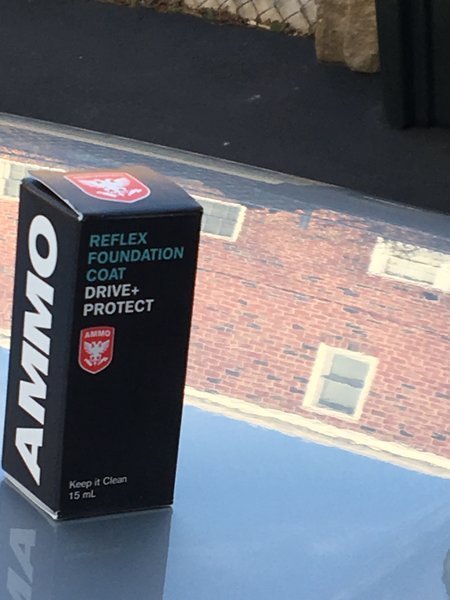 AMMO
REFLEX
FOUNDATION
COAT
DRIVE+
PROTECT
AMMO
Keep it Clean
15 mL